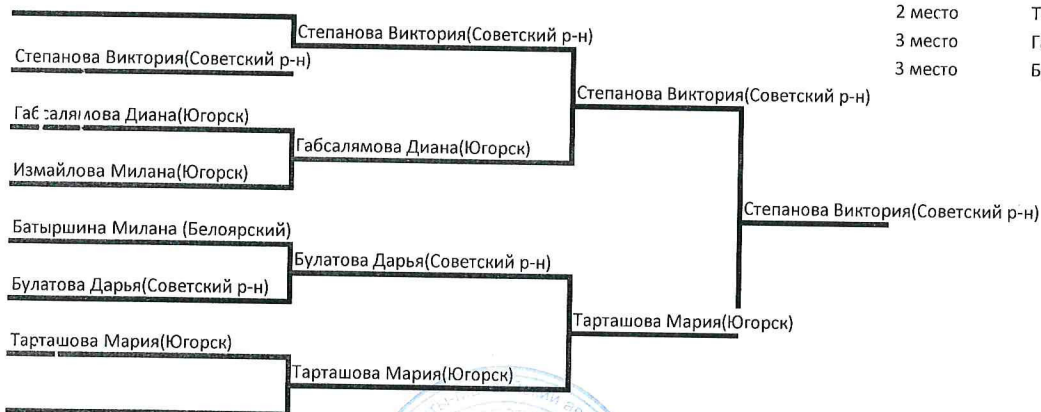 2 место Т
3 место Г
3 место Б
Степанова Виктория(Советский р-н)
Степанова Виктория(Советский р-н)
Степанова Виктория(Советский р-н)
Габсалямова Диана(Югорск)
Габсалямова Диана(Югорск)
Измайлова Милана(Югорск)
Степанова Виктория(Советский р-н)
Батыршина Милана (Белоярский)
Булатова Дарья(Советский р-н)
Булатова Дарья(Советский р-н)
Тарташова Мария(Югорск)
Тарташова Мария(Югорск)
Тарташова Мария(Югорск)